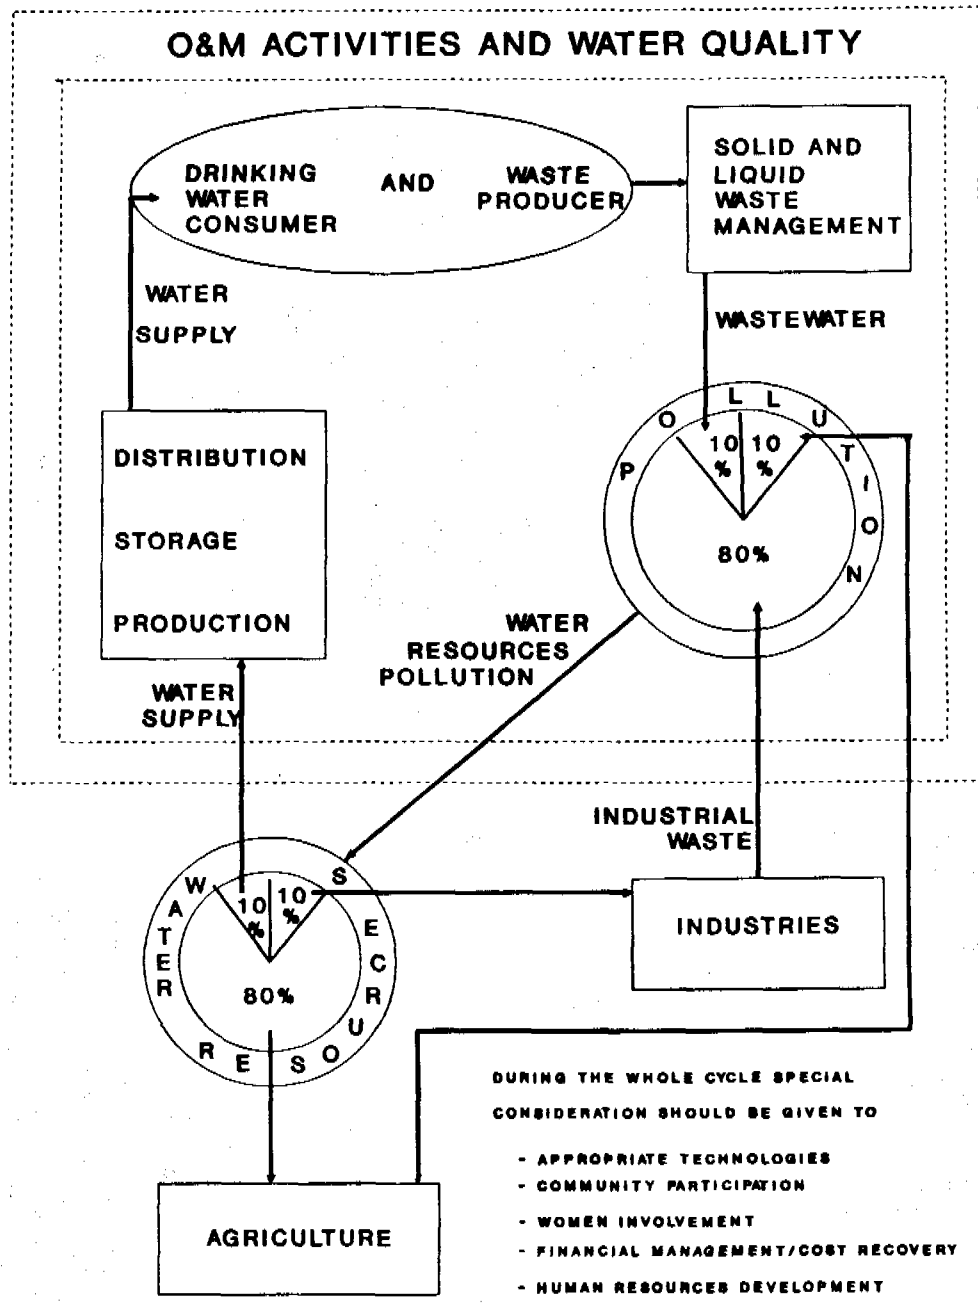 O&M ACTIVITIES AND WATER QUALITY
DRINKING
WATER
CONSUMER
AND
WASTE
PRODUCER
SOLID AND
LIQUID
WASTE
MANAGEMENT
WATER
SUPPLY
WASTEWATER
POLLUTION
10
%
10
%
80%
DISTRIBUTION
STORAGE
PRODUCTION
WATER
RESOURCES
POLLUTION
WATER
SUPPLY
INDUSTRIAL
WASTE
WATER RESOURCES
10
%
10
%
80%
INDUSTRIES
AGRICULTURE
DURING THE WHOLE CYCLE SPECIAL
CONSIDERATION SHOULD BE GIVEN TO
- APPROPRIATE TECHNOLOGIES
- COMMUNITY PARTICIPATION
- WOMEN INVOLVEMENT
- FINANCIAL MANAGEMENT/COST RECOVERY
- HUMAN RESOURCES DEVELOPMENT